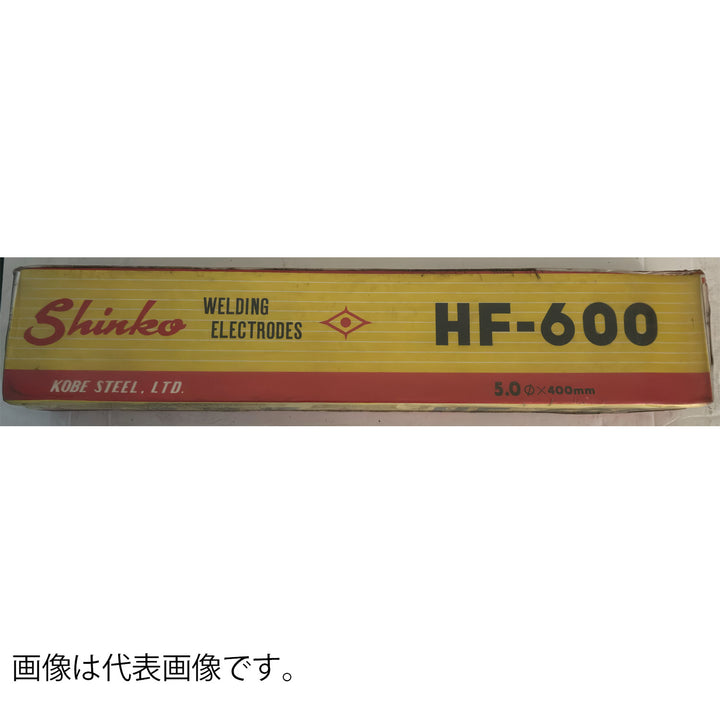 Shinko
WELDING
ELECTRODES
HF-600
KOBE STEEL, LTD.
5.0 ϕ×400mm
画像は代表画像です。